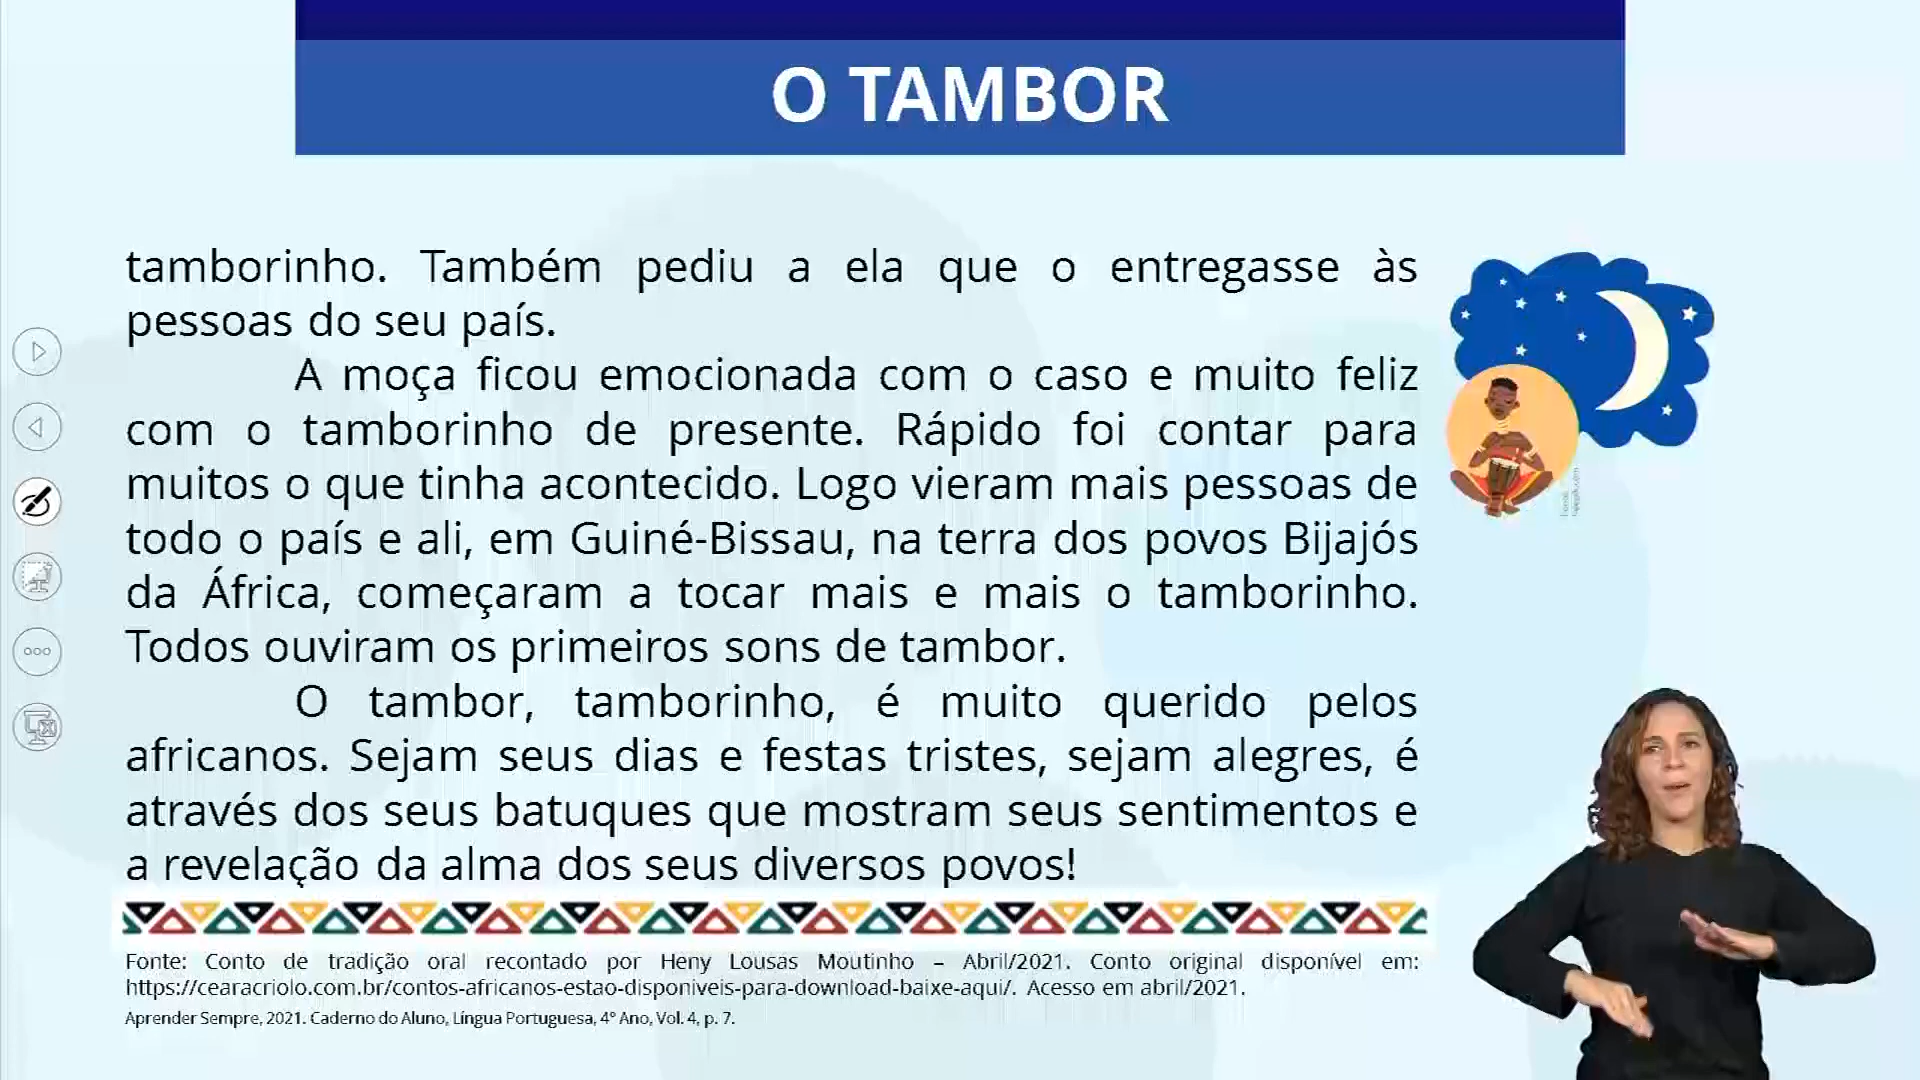 O TAMBOR
tamborinho. Também pediu a ela que o entregasse às
pessoas do seu país.
A moça ficou emocionada com o caso e muito feliz
com o tamborinho de presente. Rápido foi contar para
muitos o que tinha acontecido. Logo vieram mais pessoas de
todo o país e ali, em Guiné-Bissau, na terra dos povos Bijajós
da África, começaram a tocar mais e mais o tamborinho.
Todos ouviram os primeiros sons de tambor.
O tambor, tamborinho, é muito querido pelos
africanos. Sejam seus dias e festas tristes, sejam alegres, é
através dos seus batuques que mostram seus sentimentos e
a revelação da alma dos seus diversos povos!
Fonte: Conto de tradição oral recontado por Heny Lousas Moutinho – Abril/2021. Conto original disponível em:
https://cearacriolo.com.br/contos-africanos-estao-disponiveis-para-download-baixe-aqui/. Acesso em abril/2021.
Aprender Sempre, 2021. Caderno do Aluno, Língua Portuguesa, 4º Ano, Vol. 4, p. 7.